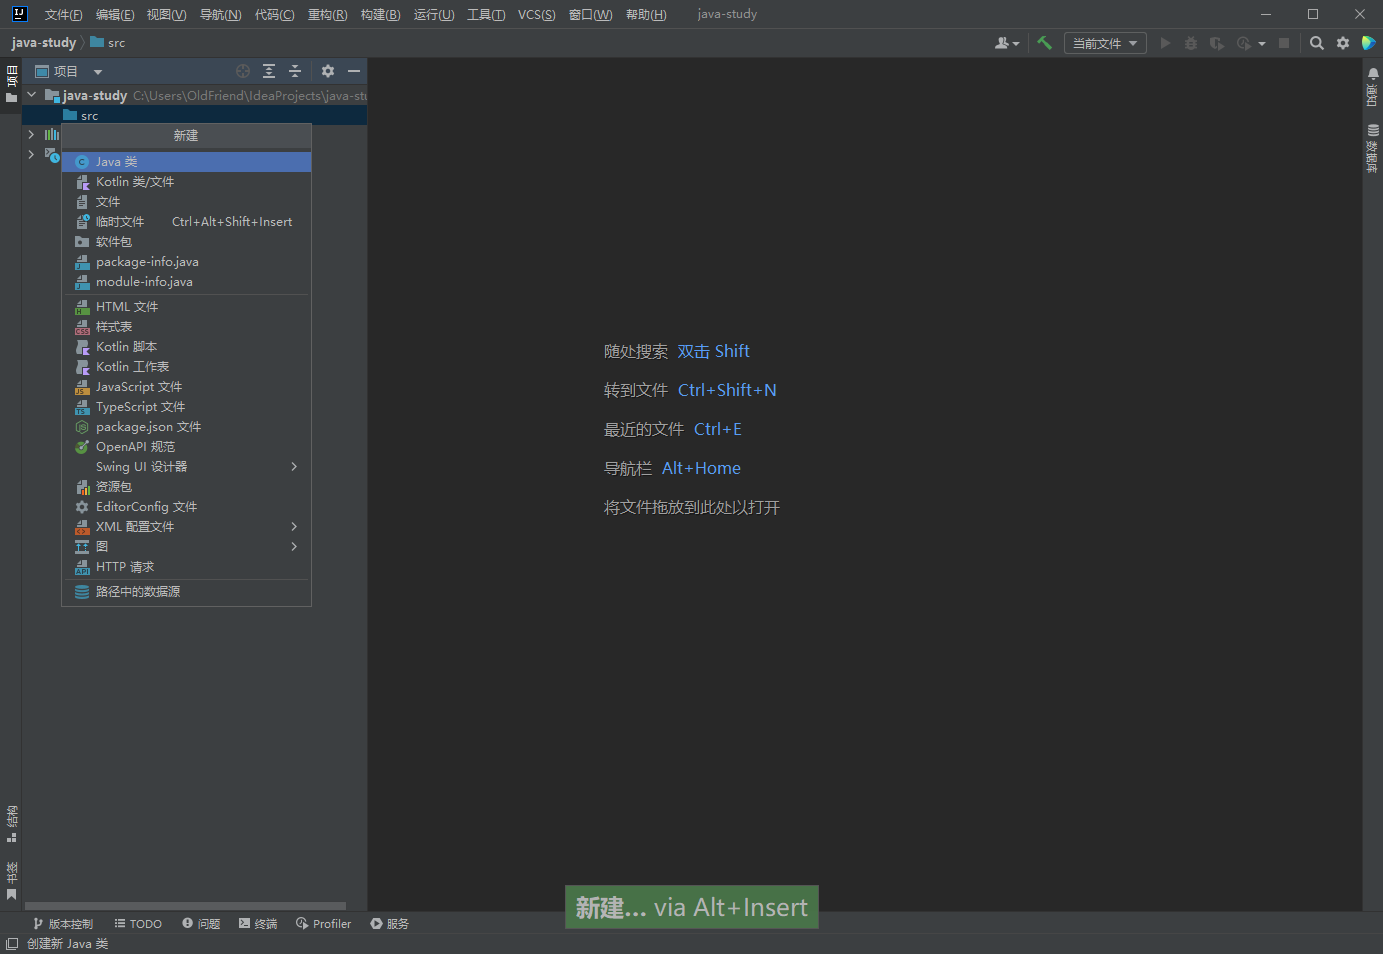 文件(F) 编辑(E) 视图(V) 导航(N) 代码(C) 重构(R) 构建(B) 运行(U) 工具(T) VCS(S) 窗口(W) 帮助(H) java-study
java-study src
当前文件
项目
项目
java-study C:\Users\OldFriend\IdeaProjects\java-stu
src
新建
Java 类
Kotlin 类/文件
文件
临时文件 Ctrl+Alt+Shift+Insert
软件包
package-info.java
module-info.java
HTML 文件
样式表
Kotlin 脚本
Kotlin 工作表
JavaScript 文件
TypeScript 文件
package.json 文件
OpenAPI 规范
Swing UI 设计器
资源包
EditorConfig 文件
XML 配置文件
图
HTTP 请求
路径中的数据源
随处搜索 双击 Shift
转到文件 Ctrl+Shift+N
最近的文件 Ctrl+E
导航栏 Alt+Home
将文件拖放到此处以打开
通知
数据库
结构
书签
新建... via Alt+Insert
版本控制 TODO 问题 终端 Profiler 服务
创建新 Java 类